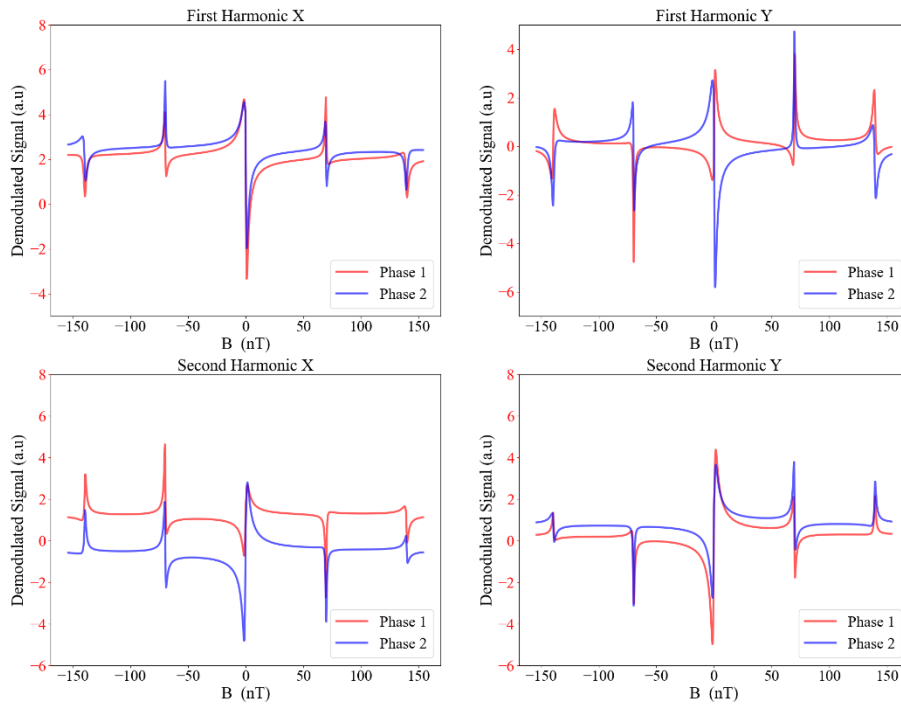 First Harmonic X
8
6
4
2
0
−2
−4
Demodulated Signal (a.u)
−150 −100 −50 0 50 100 150
B (nT)
Phase 1
Phase 2
First Harmonic Y
4
2
0
−2
−4
−6
Demodulated Signal (a.u)
−150 −100 −50 0 50 100 150
B (nT)
Phase 1
Phase 2
Second Harmonic X
8
6
4
2
0
−2
−4
−6
Demodulated Signal (a.u)
−150 −100 −50 0 50 100 150
B (nT)
Phase 1
Phase 2
Second Harmonic Y
8
6
4
2
0
−2
−4
−6
Demodulated Signal (a.u)
−150 −100 −50 0 50 100 150
B (nT)
Phase 1
Phase 2